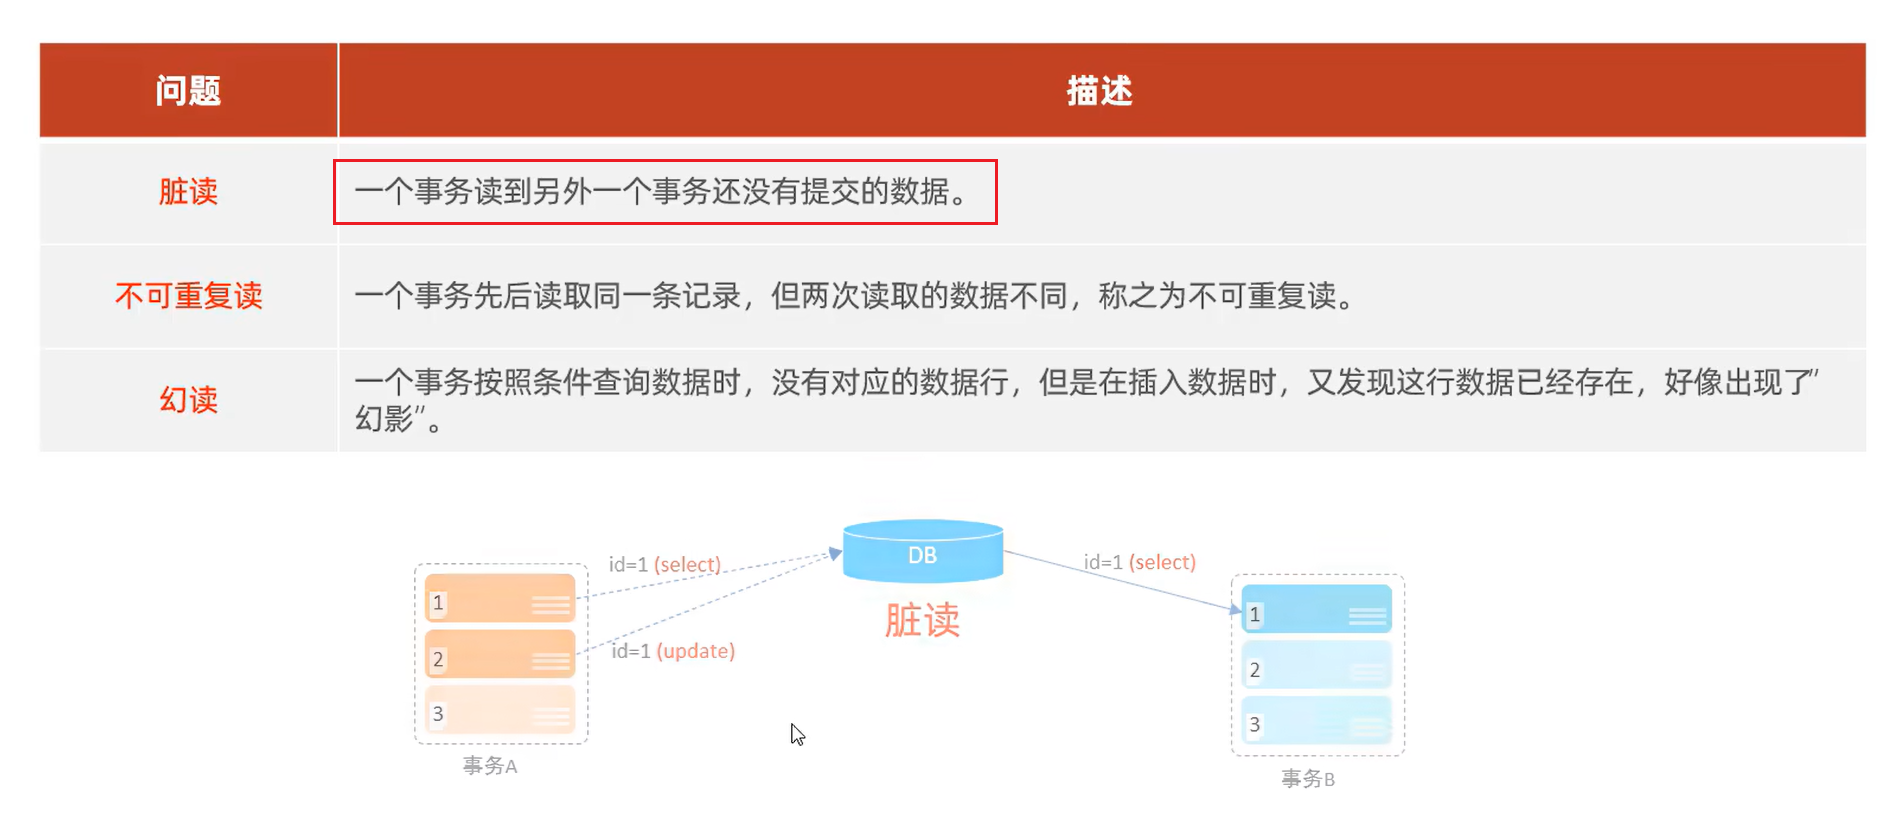 问题
描述
脏读
一个事务读到另外一个事务还没有提交的数据。
不可重复读
一个事务先后读取同一条记录，但两次读取的数据不同，称之为不可重复读。
幻读
一个事务按照条件查询数据时，没有对应的数据行，但是在插入数据时，又发现这行数据已经存在，好像出现了”
幻影”。
id=1 (select)
DB
id=1 (select)
脏读
id=1 (update)
1
2
3
事务A
1
2
3
事务B